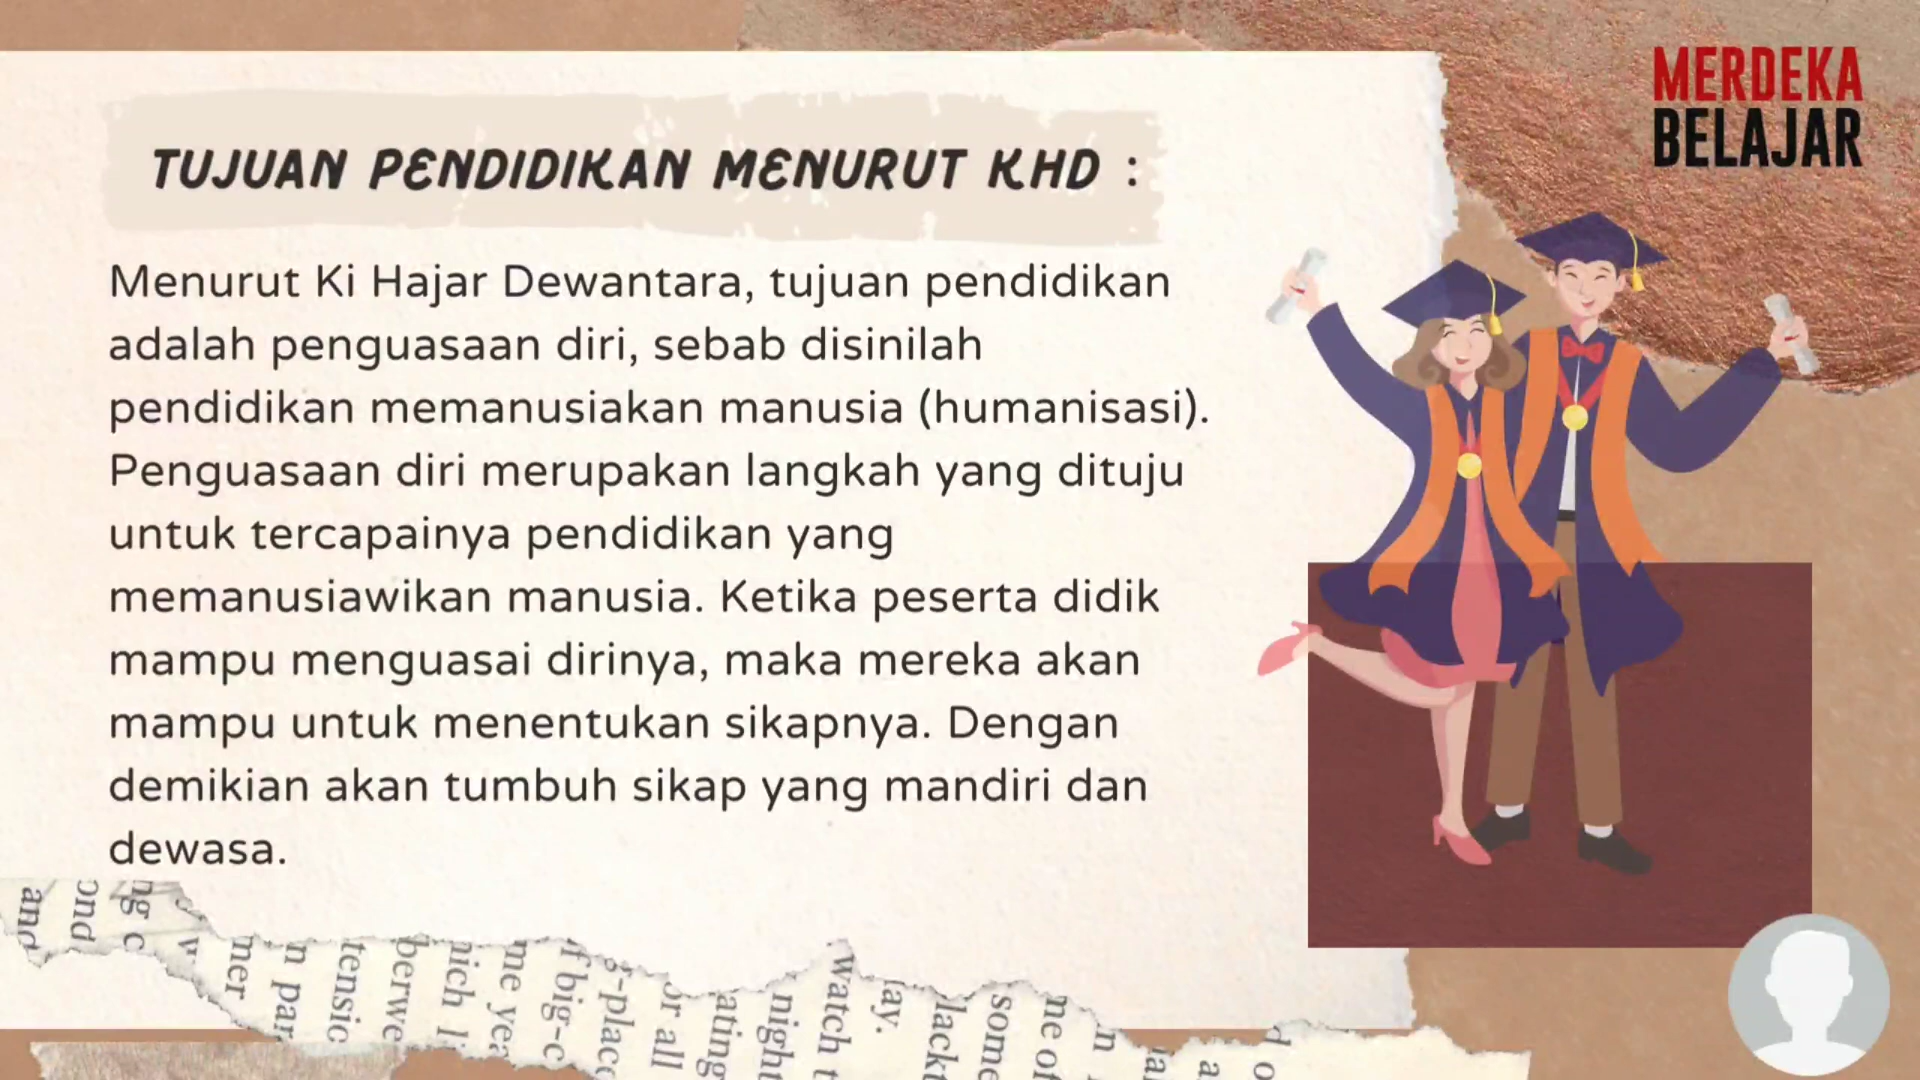 MERDEKA
BELAJAR
TUJUAN PENDIDIKAN MENURUT KHD :
Menurut Ki Hajar Dewantara, tujuan pendidikan
adalah penguasaan diri, sebab disinilah
pendidikan memanusiakan manusia (humanisasi).
Penguasaan diri merupakan langkah yang dituju
untuk tercapainya pendidikan yang
memanusiawikan manusia. Ketika peserta didik
mampu menguasai dirinya, maka mereka akan
mampu untuk menentukan sikapnya. Dengan
demikian akan tumbuh sikap yang mandiri dan
dewasa.